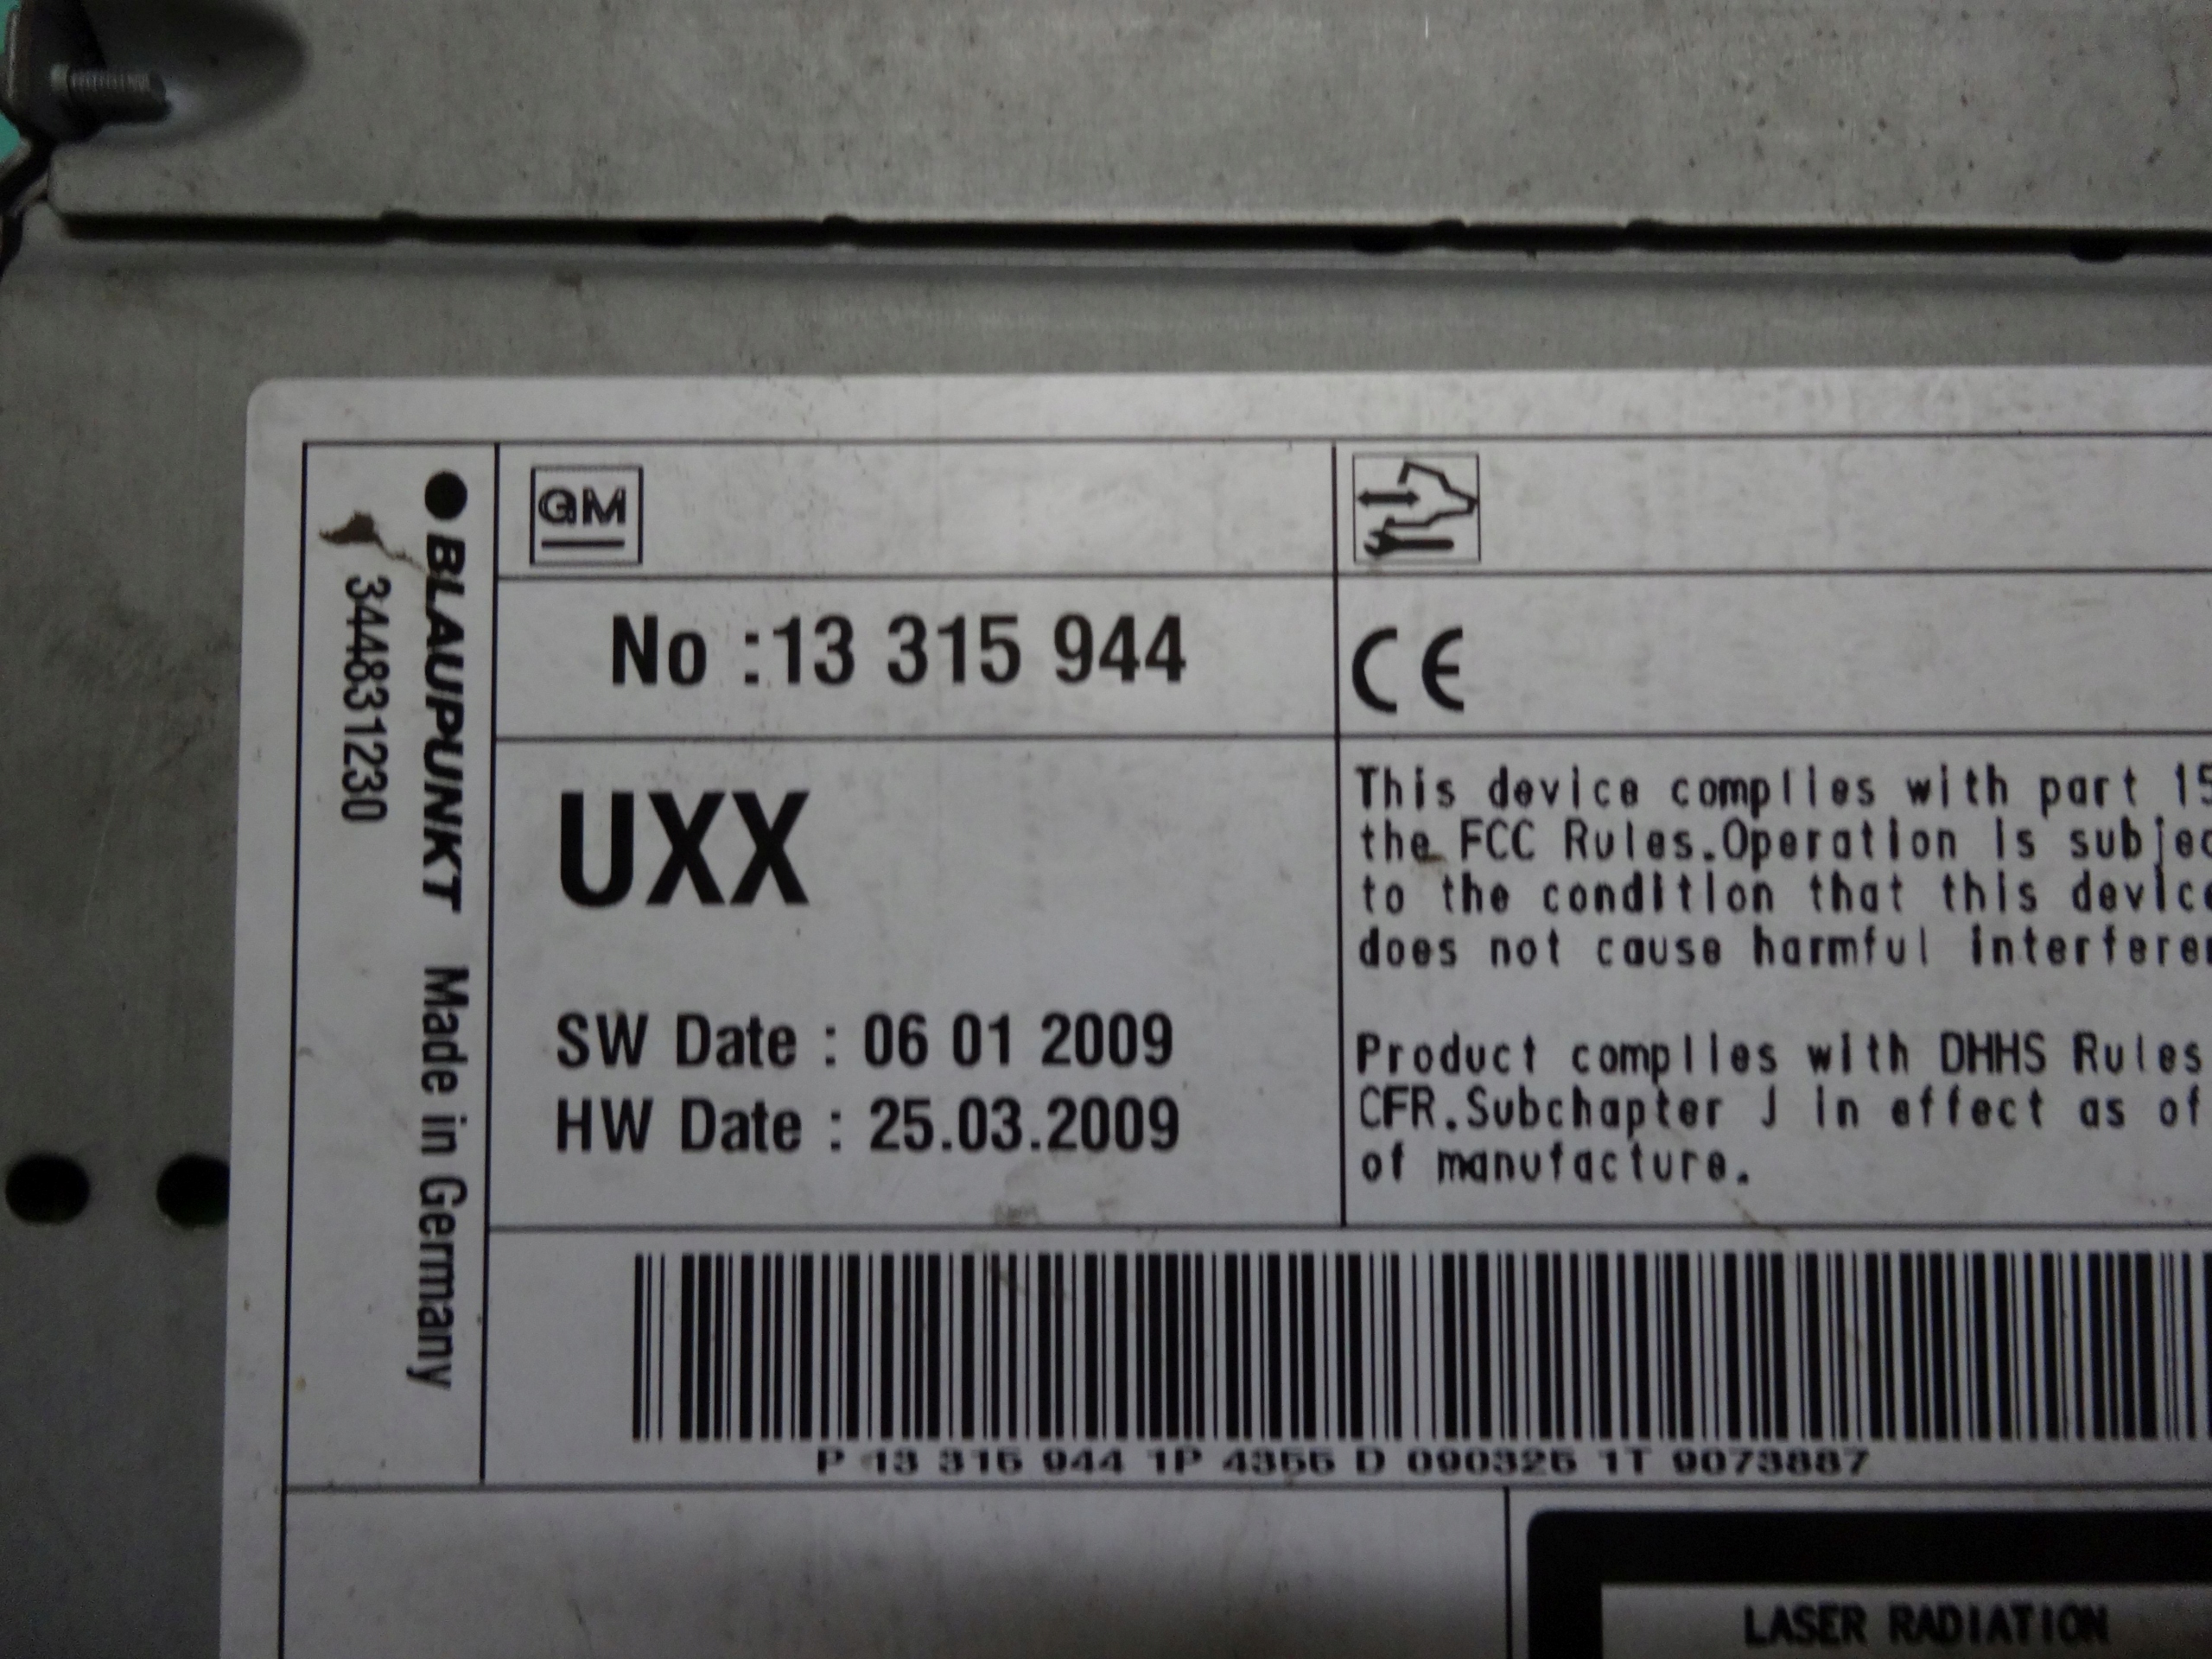 BLAUPUNKT Made in Germany
344831230
GM
No :13 315 944
CE
UXX
SW Date : 06 01 2009
HW Date : 25.03.2009
This device complies with part 15
the FCC Rules.Operation is subjec
to the condition that this device
does not cause harmful interferen
Product complies with DHHS Rules
CFR.Subchapter J in effect as of
of manufacture.
P 13 315 944 1P 4355 D 090325 1T 9073887
LASER RADIATION